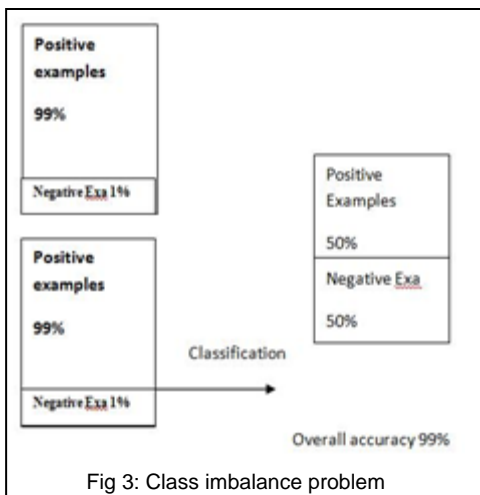 Positive
examples
99%
Negative Exa 1%
Positive
examples
99%
Negative Exa 1%
Classification
Positive
Examples
50%
Negative Exa
50%
Overall accuracy 99%
Fig 3: Class imbalance problem